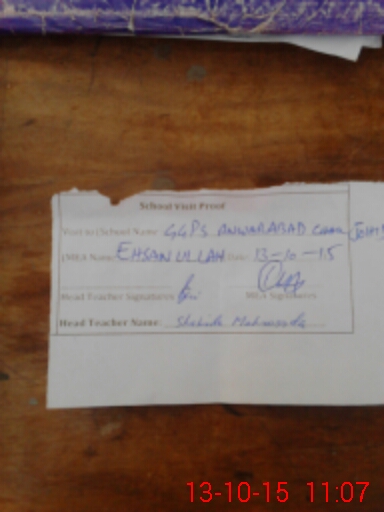 School Visit Proof
Visit to (School Name) GGPS ANWARABAD
MEA Name: EHSAN ULLAH Date: 13-10-15
Head Teacher Signatures MEA Signatures
Head Teacher Name:
13-10-15 11:07